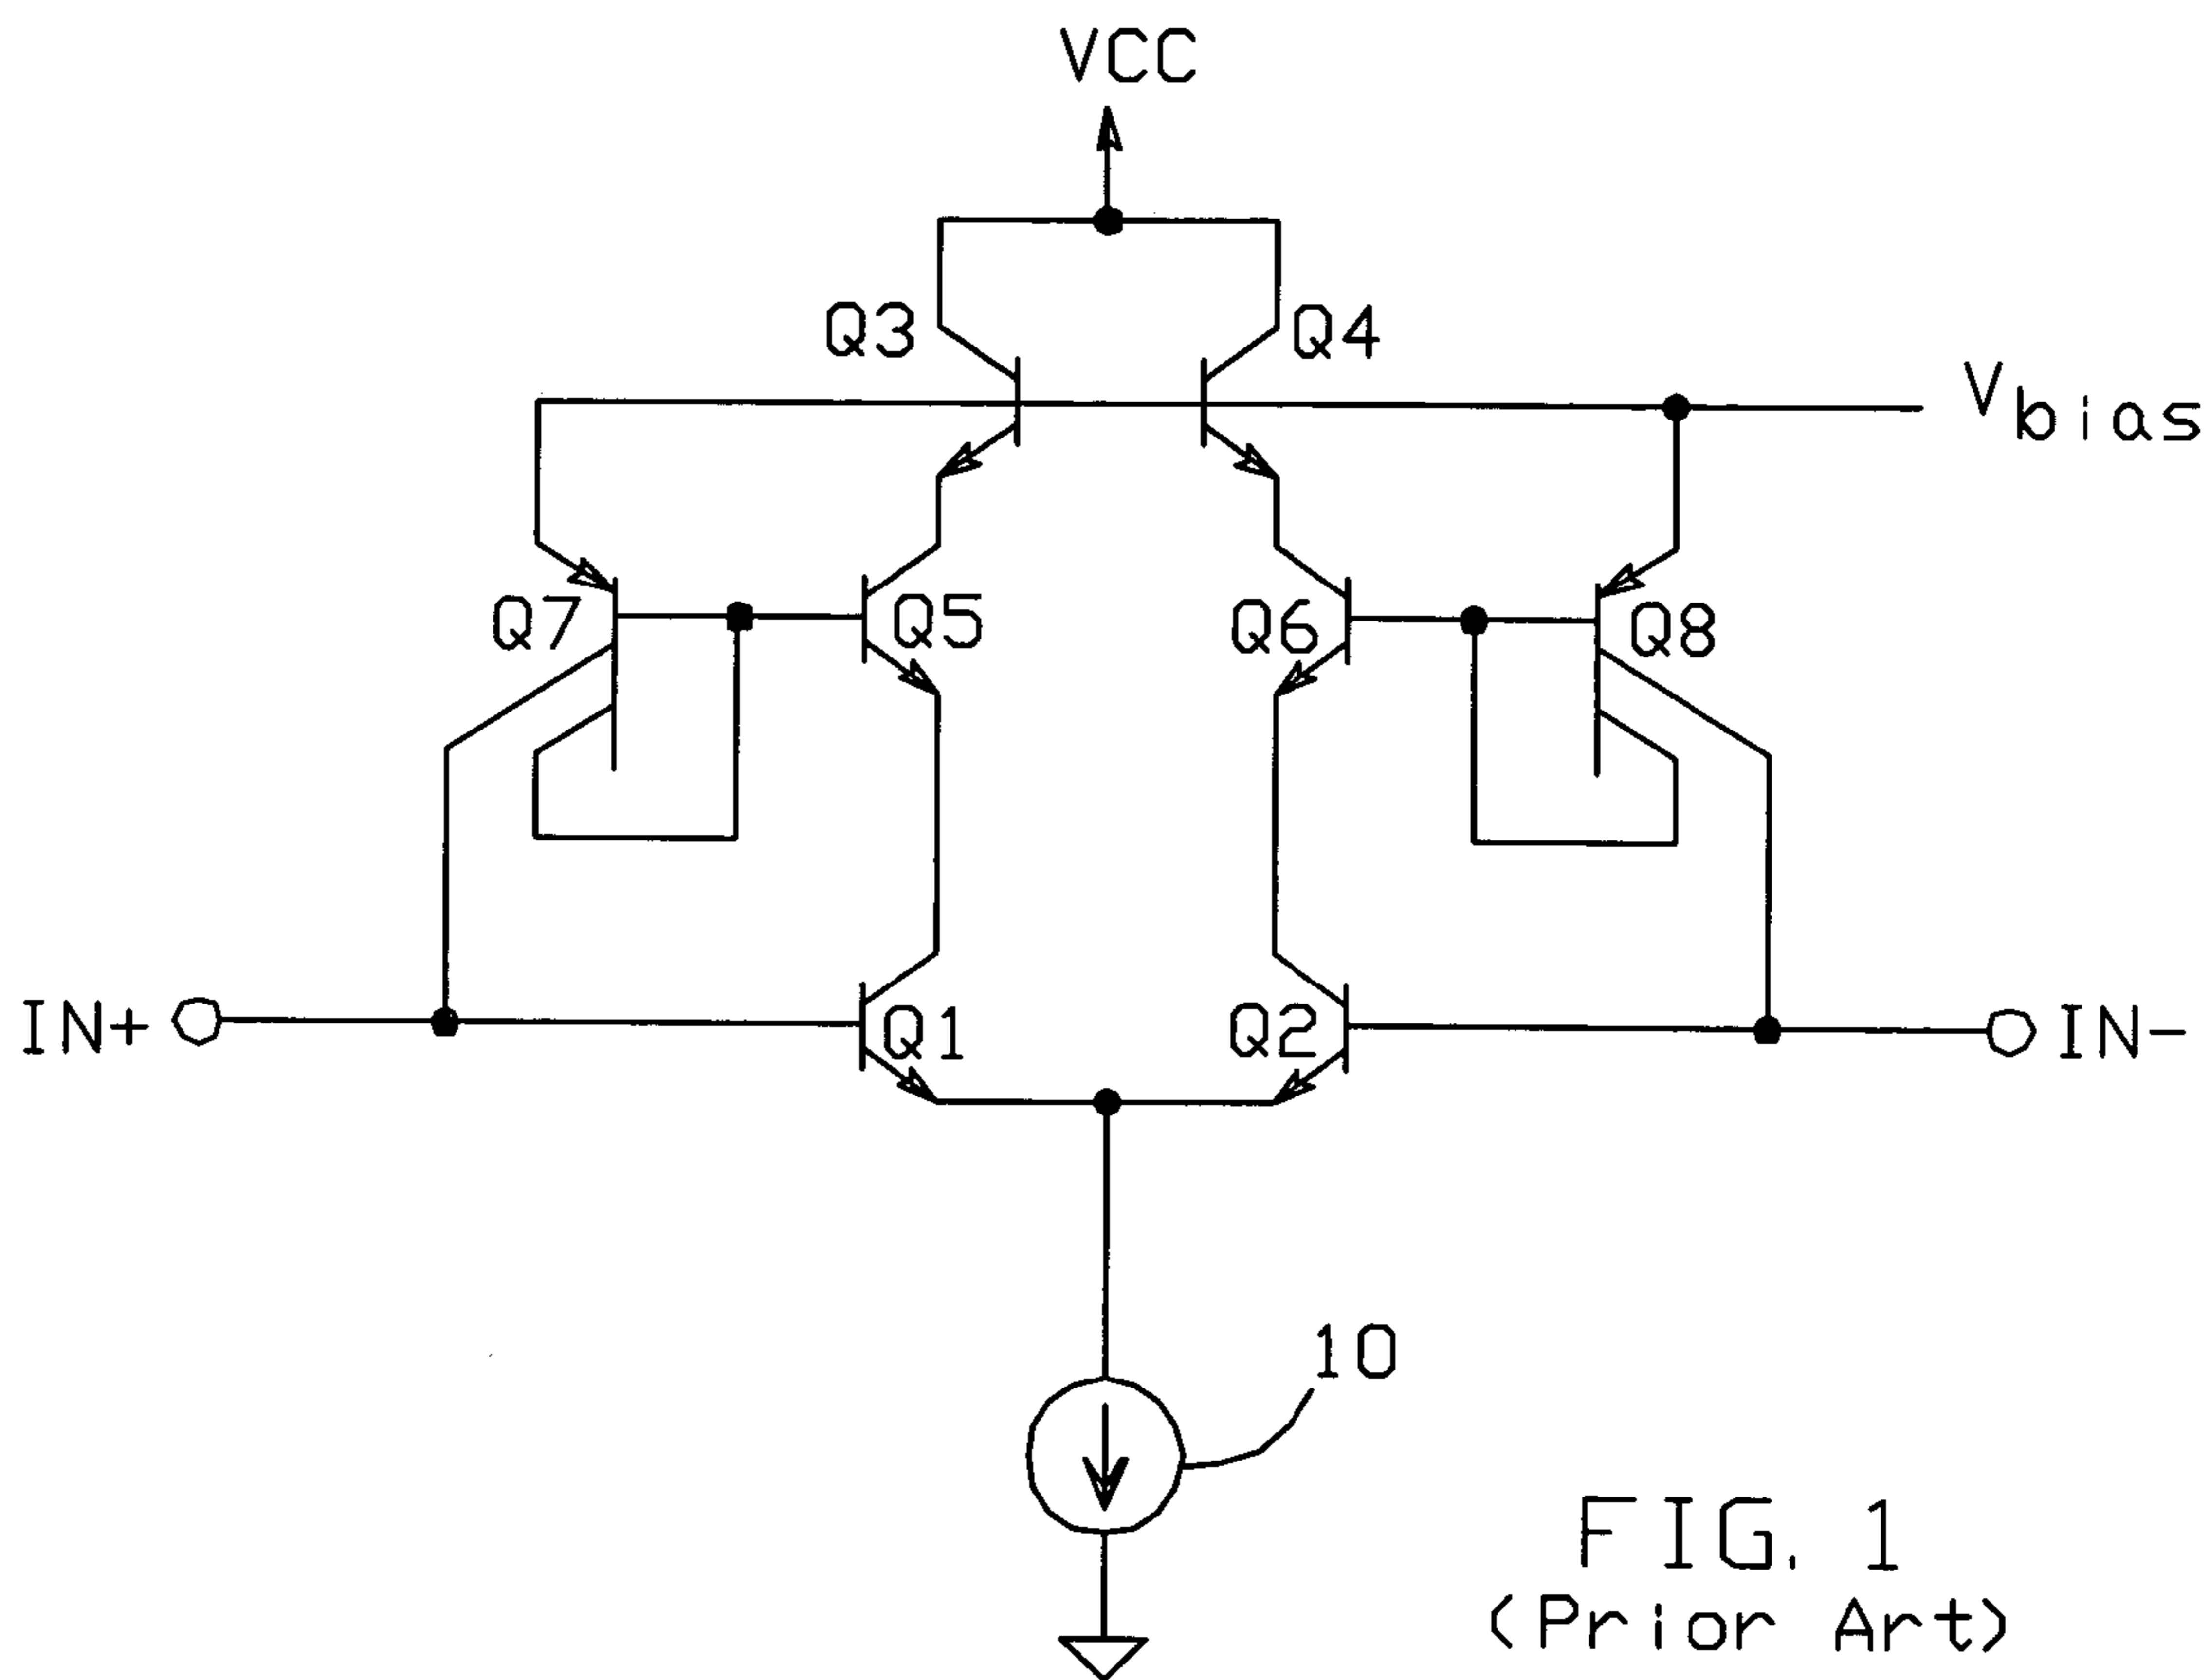 VCC
Q3
Q4
Vbias
Q7
Q5
Q6
Q8
IN+
Q1
Q2
IN-
10
FIG. 1
(Prior Art)